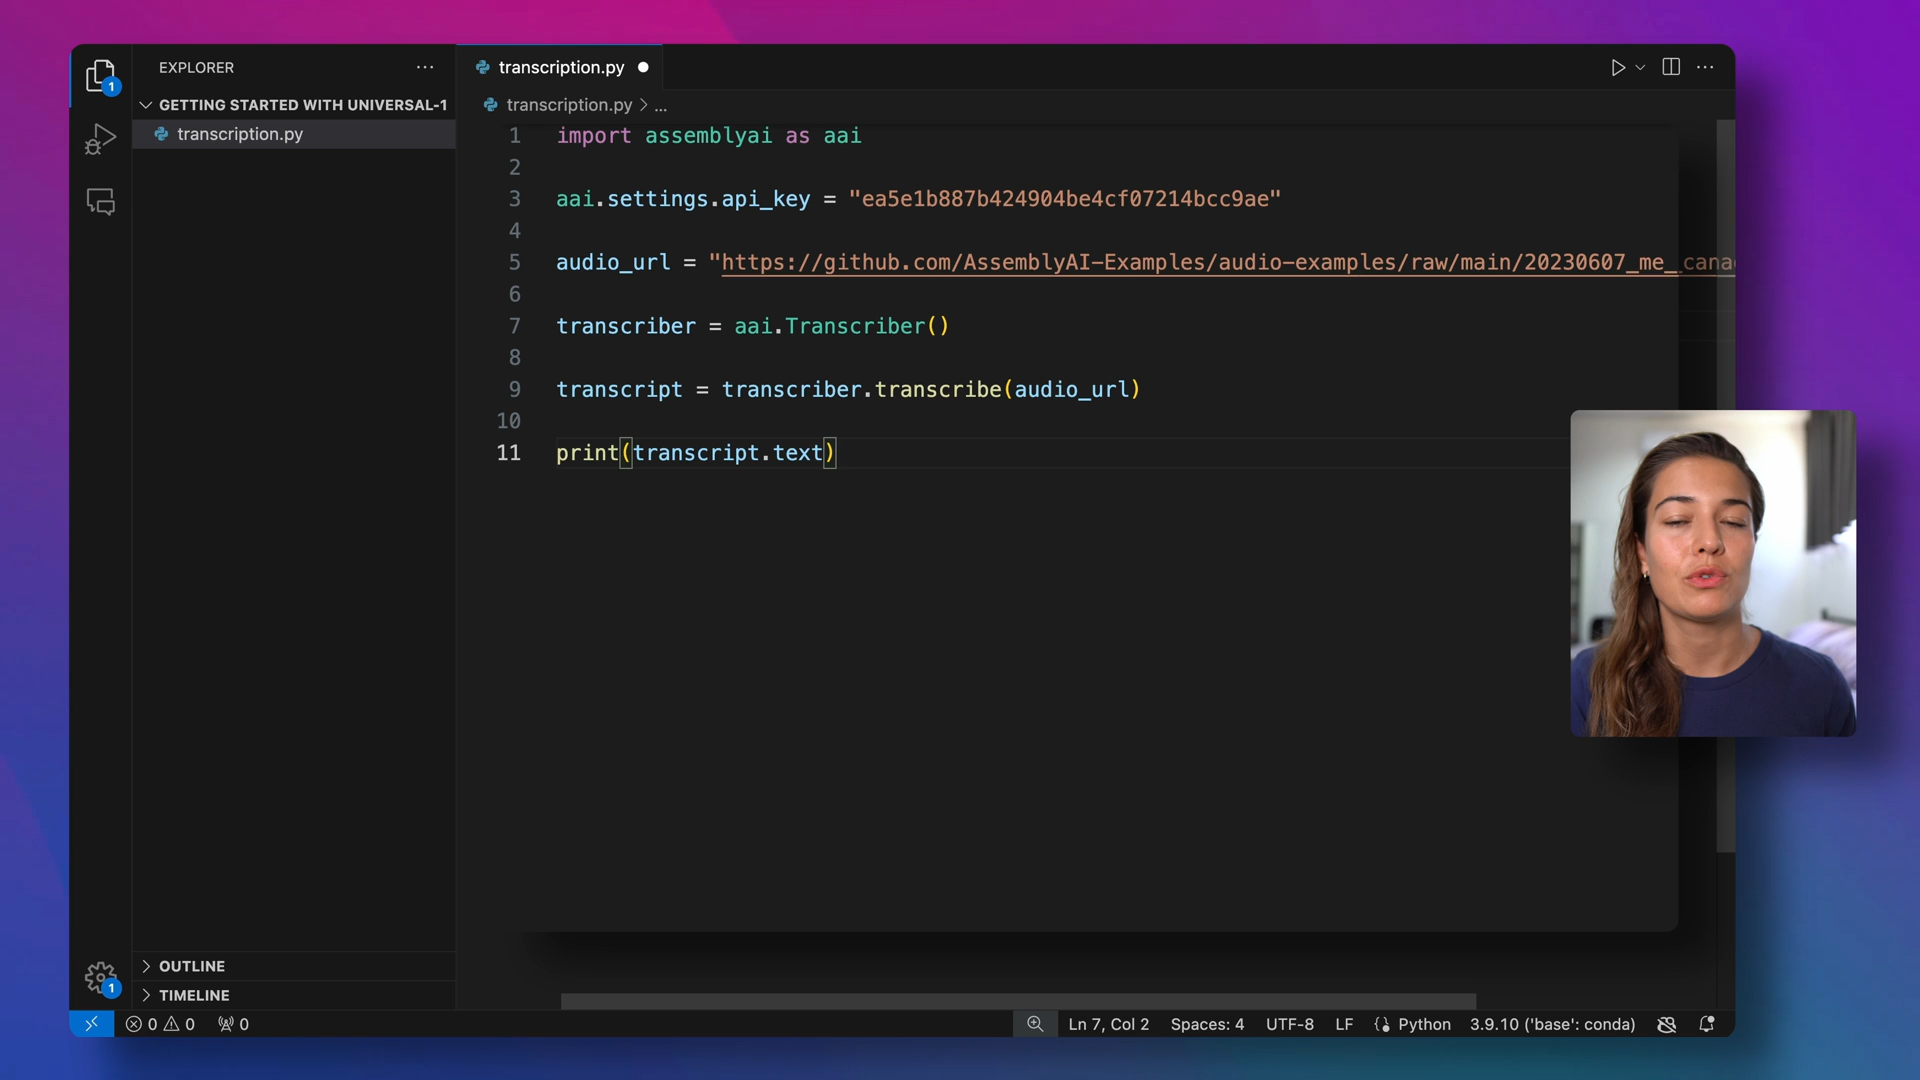 EXPLORER
GETTING STARTED WITH UNIVERSAL-1
transcription.py
transcription.py
transcription.py > ...
1 import assemblyai as aai
2
3 aai.settings.api_key = "ea5e1b887b424904be4cf07214bcc9ae"
4
5 audio_url = "https://github.com/AssemblyAI-Examples/audio-examples/raw/main/20230607_me_cana
6
7 transcriber = aai.Transcriber()
8
9 transcript = transcriber.transcribe(audio_url)
10
11 print(transcript.text)
1
OUTLINE
TIMELINE
1
0 0 0
Ln 7, Col 2 Spaces: 4 UTF-8 LF Python 3.9.10 ('base': conda)